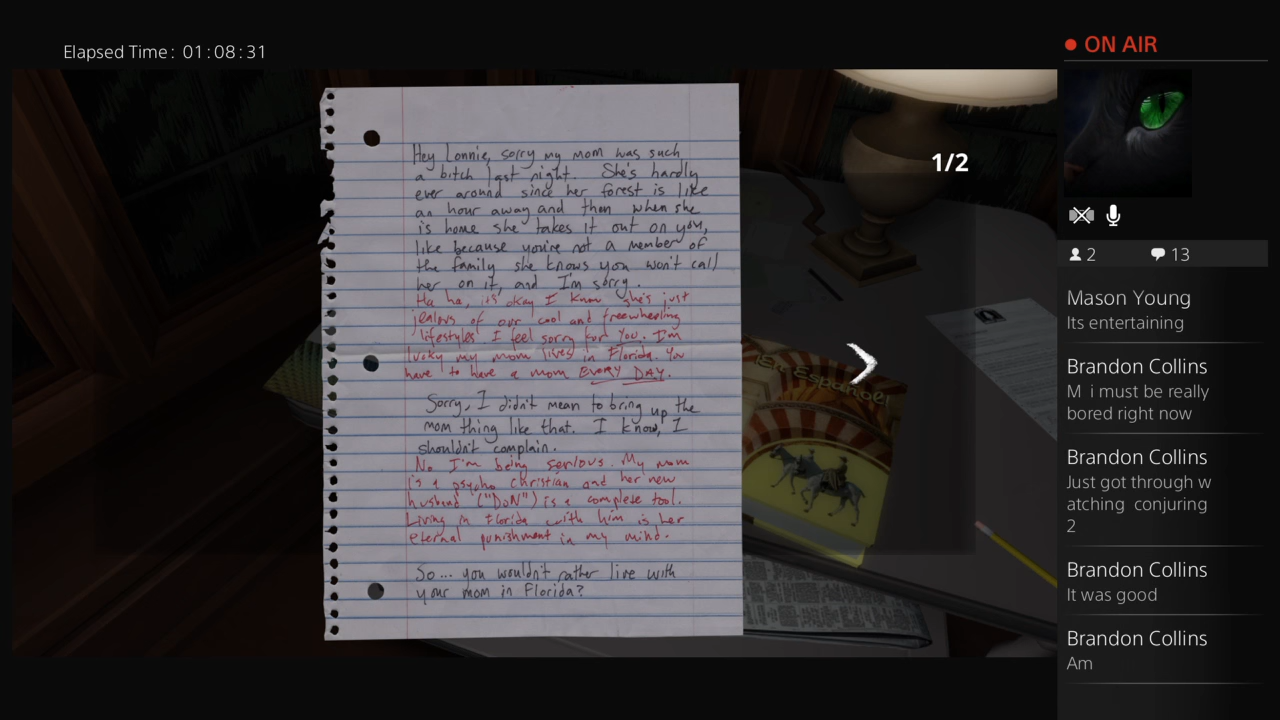 Elapsed Time: 01:08:31
ON AIR
1/2
Hey Lonnie, sorry my mom was such
a bitch last night. She's hardly
ever around since her forest is like
an hour away and then when she
is home she takes it out on you,
like because you're not a member of
the family she knows you won't call
her on it, and I'm sorry.
Ha ha, it's okay I know she's just
jealous of our cool and freewheeling
lifestyles. I feel sorry for You. I'm
lucky my mom lives in Florida. You
have to have a mom EVERY DAY.
Sorry, I didn't mean to bring up the
mom thing like that. I know, I
shouldn't complain.
No I'm being serious. My mom
is a psycho christian and her new
husband ("DoN") is a complete tool.
Living in Florida with him is her
eternal punishment in my mind.
So... you wouldn't rather live with
your mom in Florida?
¡En Español!
2
13
Mason Young
Its entertaining
Brandon Collins
M i must be really
bored right now
Brandon Collins
Just got through w
atching conjuring
2
Brandon Collins
It was good
Brandon Collins
Am